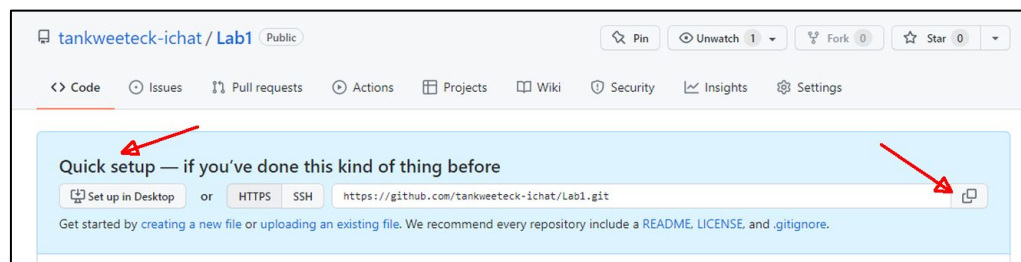 tankweeteck-ichat / Lab1 Public
Pin Unwatch 1 Fork 0 Star 0
<> Code Issues Pull requests Actions Projects Wiki Security Insights Settings
Quick setup — if you've done this kind of thing before
Set up in Desktop or HTTPS SSH https://github.com/tankweeteck-ichat/Lab1.git
Get started by creating a new file or uploading an existing file. We recommend every repository include a README, LICENSE, and .gitignore.